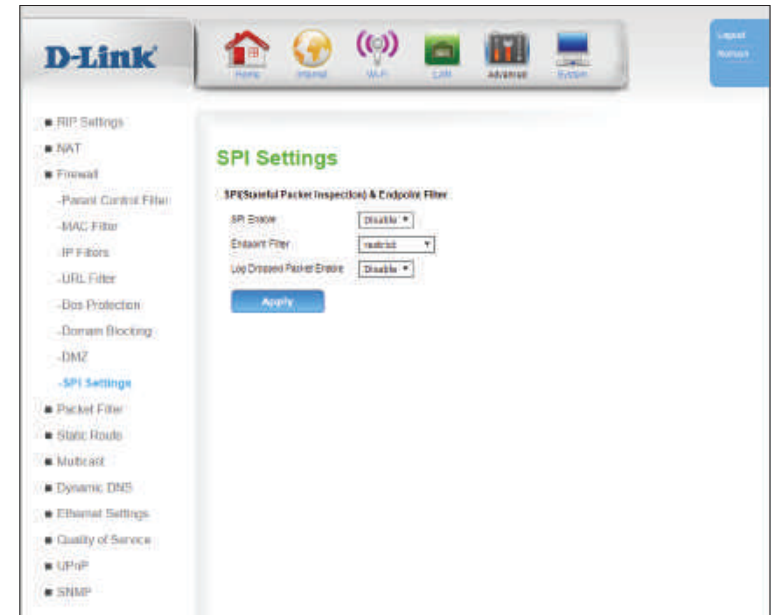 D-Link
Home
Internet
Wi-Fi
LAN
Advanced
System
Logout
RIP Settings
NAT
Firewall
-Parent Control Filter
-MAC Filter
-IP Filters
-URL Filter
-Dos Protection
-Domain Blocking
-DMZ
-SPI Settings
Packet Filter
Static Route
Multicast
Dynamic DNS
Ethernet Settings
Quality of Service
UPnP
SNMP
SPI Settings
SPI(Stateful Packet Inspection) & Endpoint Filter
SPI Enable Disable
Endpoint Filter restrict
Log Dropped Packet Enable Disable
Apply